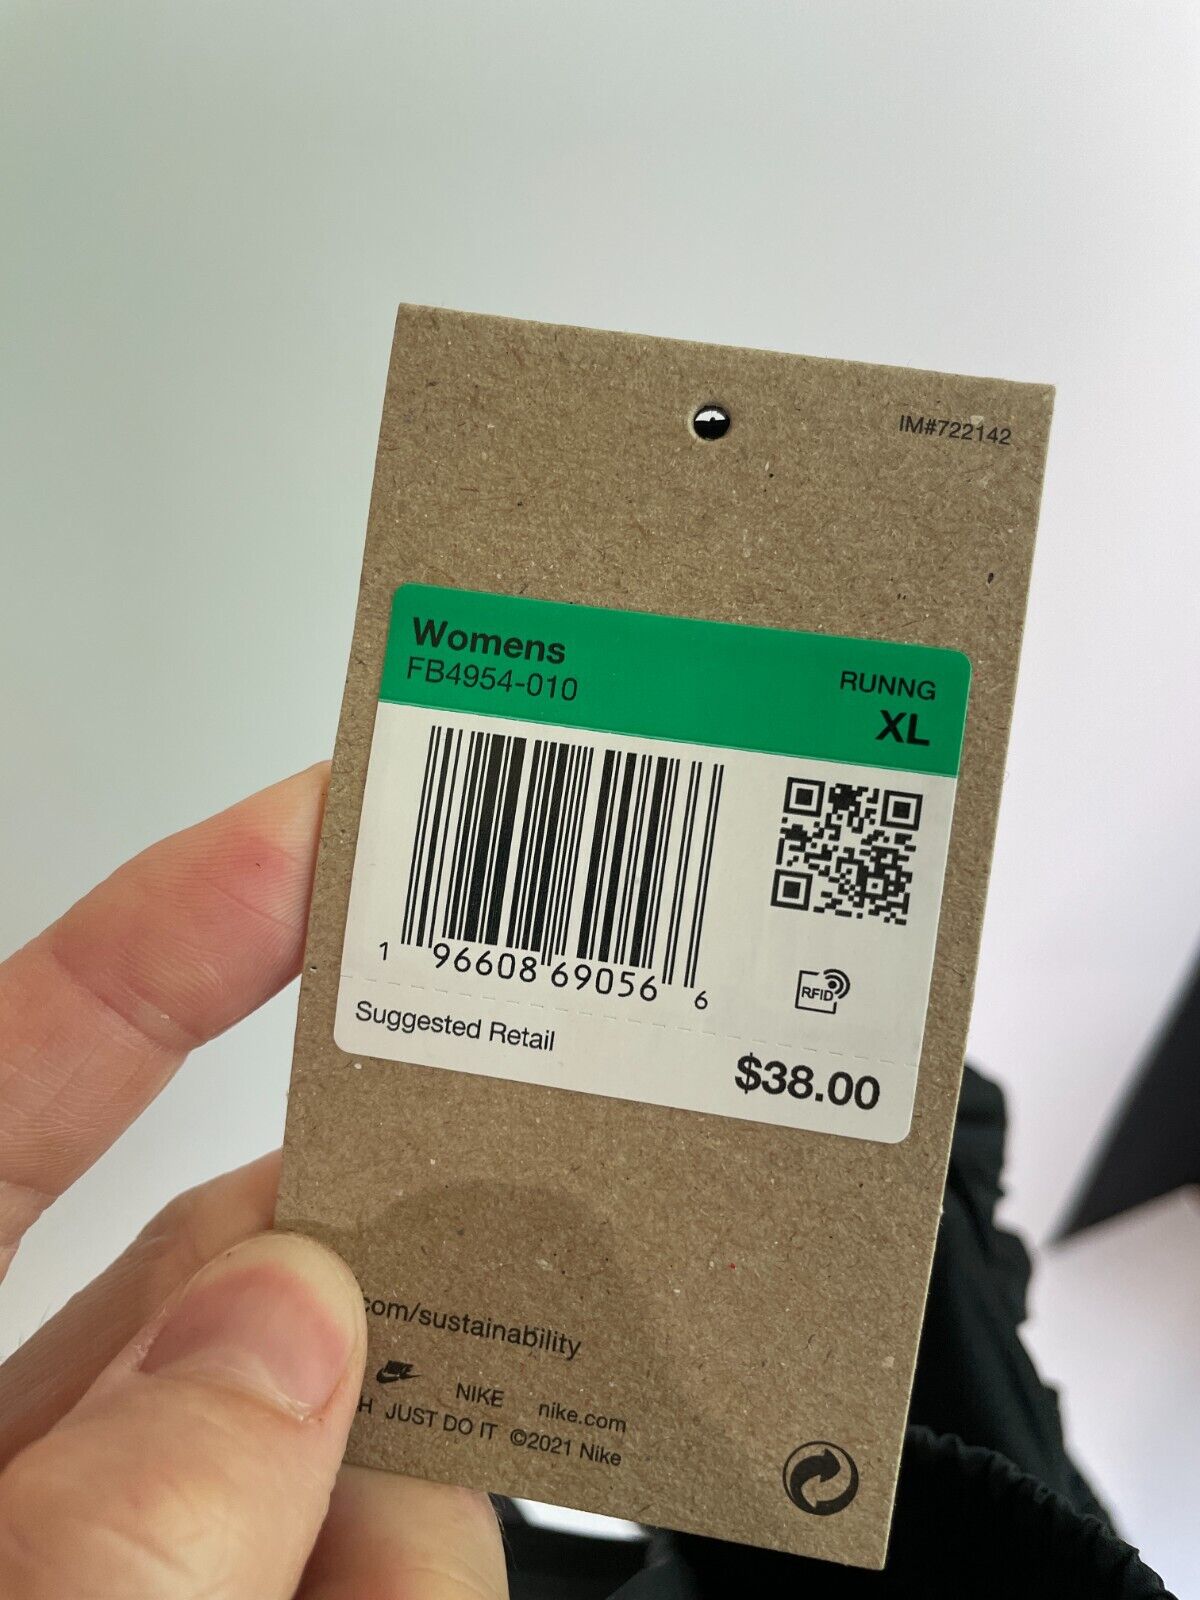 IM#722142
Womens
FB4954-010
RUNNG
XL
1 96608 69056 6
RFID
Suggested Retail
$38.00
.com/sustainability
NIKE nike.com
H JUST DO IT ©2021 Nike